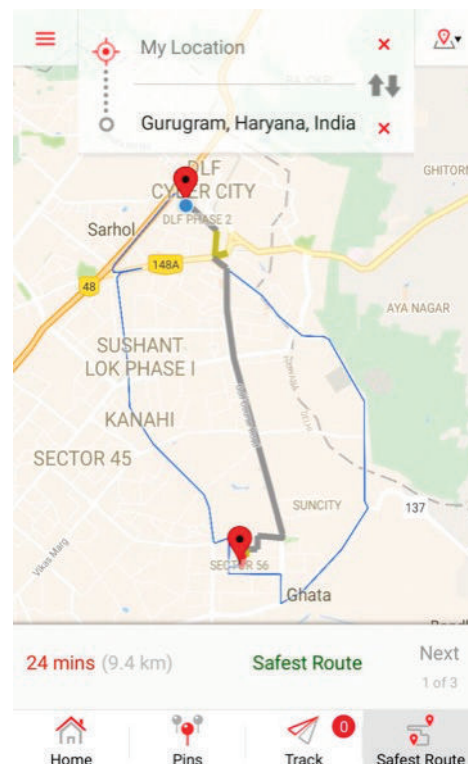 My Location
Gurugram, Haryana, India
GHITORN
DLF
CYBER CITY
DLF PHASE 2
Sarhol
148A
48
AYA NAGAR
SUSHANT
LOK PHASE I
KANAHI
SECTOR 45
SUNCITY
137
Vikas Marg
SECTOR 56
Ghata
24 mins (9.4 km)
Safest Route
Next
1 of 3
0
Home
Pins
Track
Safest Route